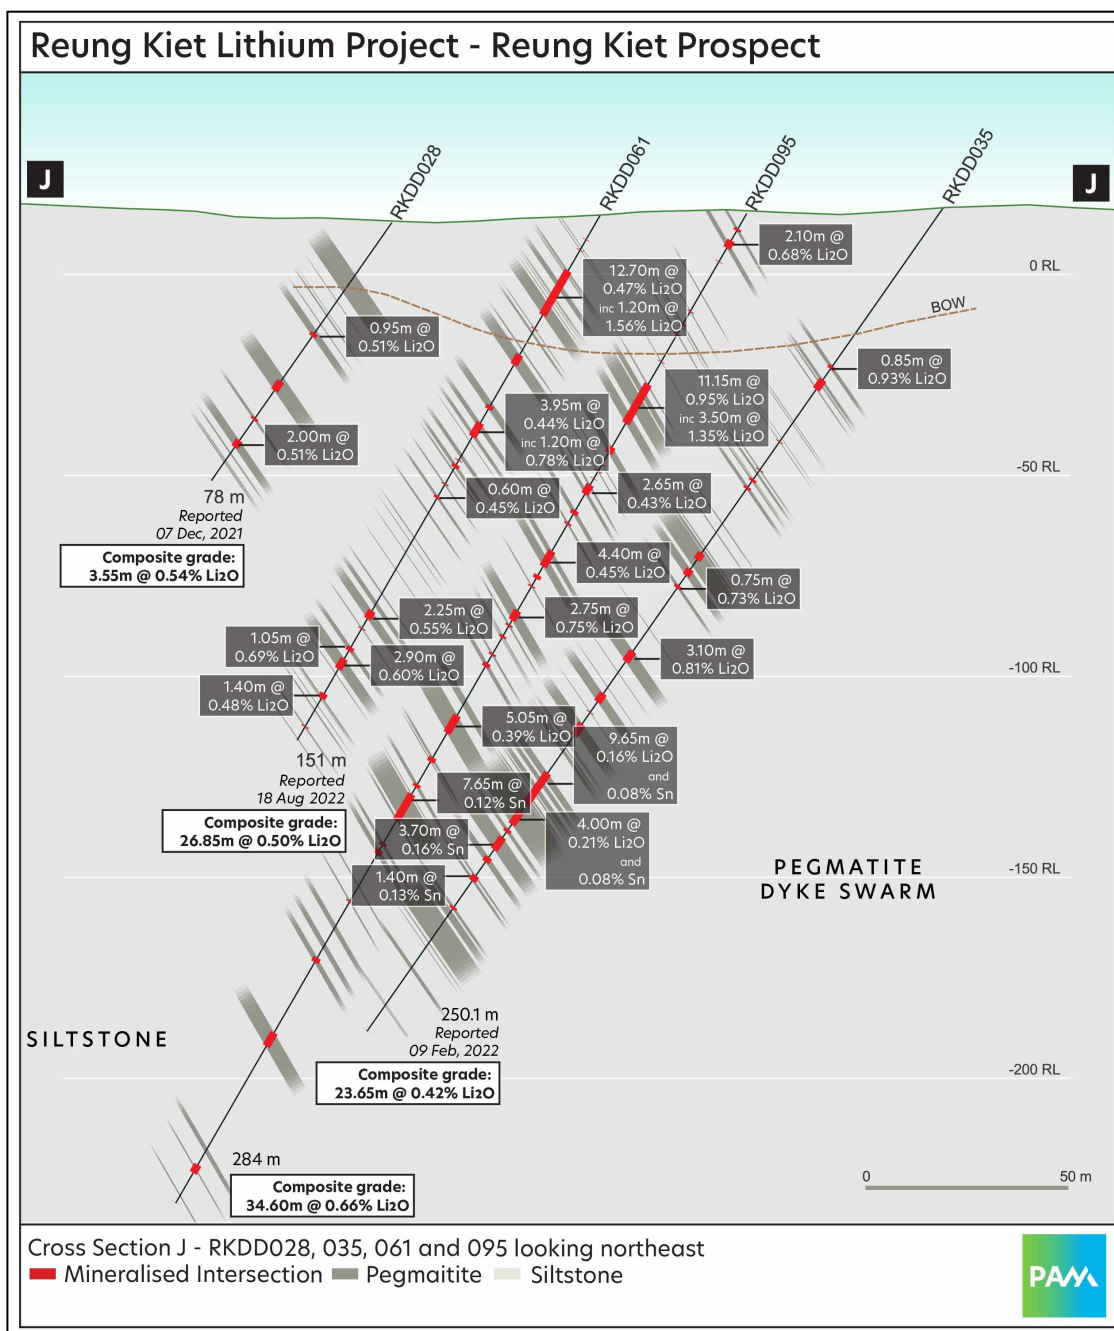 Reung Kiet Lithium Project - Reung Kiet Prospect
J
RKDD028
RKDD061
RKDD095
RKDD035
J
2.10m @
0.68% Li2O
0 RL
12.70m @
0.47% Li2O
inc 1.20m @
1.56% Li2O
BOW
0.95m @
0.51% Li2O
0.85m @
0.93% Li2O
11.15m @
0.95% Li2O
inc 3.50m @
1.35% Li2O
3.95m @
0.44% Li2O
inc 1.20m @
0.78% Li2O
2.00m @
0.51% Li2O
-50 RL
2.65m @
0.43% Li2O
0.60m @
0.45% Li2O
78 m
Reported
07 Dec, 2021
Composite grade:
3.55m @ 0.54% Li2O
4.40m @
0.45% Li2O
0.75m @
0.73% Li2O
2.25m @
0.55% Li2O
2.75m @
0.75% Li2O
1.05m @
0.69% Li2O
2.90m @
0.60% Li2O
3.10m @
0.81% Li2O
-100 RL
1.40m @
0.48% Li2O
5.05m @
0.39% Li2O
9.65m @
0.16% Li2O
and
0.08% Sn
151 m
Reported
18 Aug 2022
Composite grade:
26.85m @ 0.50% Li2O
7.65m @
0.12% Sn
3.70m @
0.16% Sn
4.00m @
0.21% Li2O
and
0.08% Sn
1.40m @
0.13% Sn
-150 RL
PEGMATITE
DYKE SWARM
SILTSTONE
250.1 m
Reported
09 Feb, 2022
Composite grade:
23.65m @ 0.42% Li2O
-200 RL
284 m
Composite grade:
34.60m @ 0.66% Li2O
0 50 m
Cross Section J - RKDD028, 035, 061 and 095 looking northeast
Mineralised Intersection Pegmaitite Siltstone
PAM